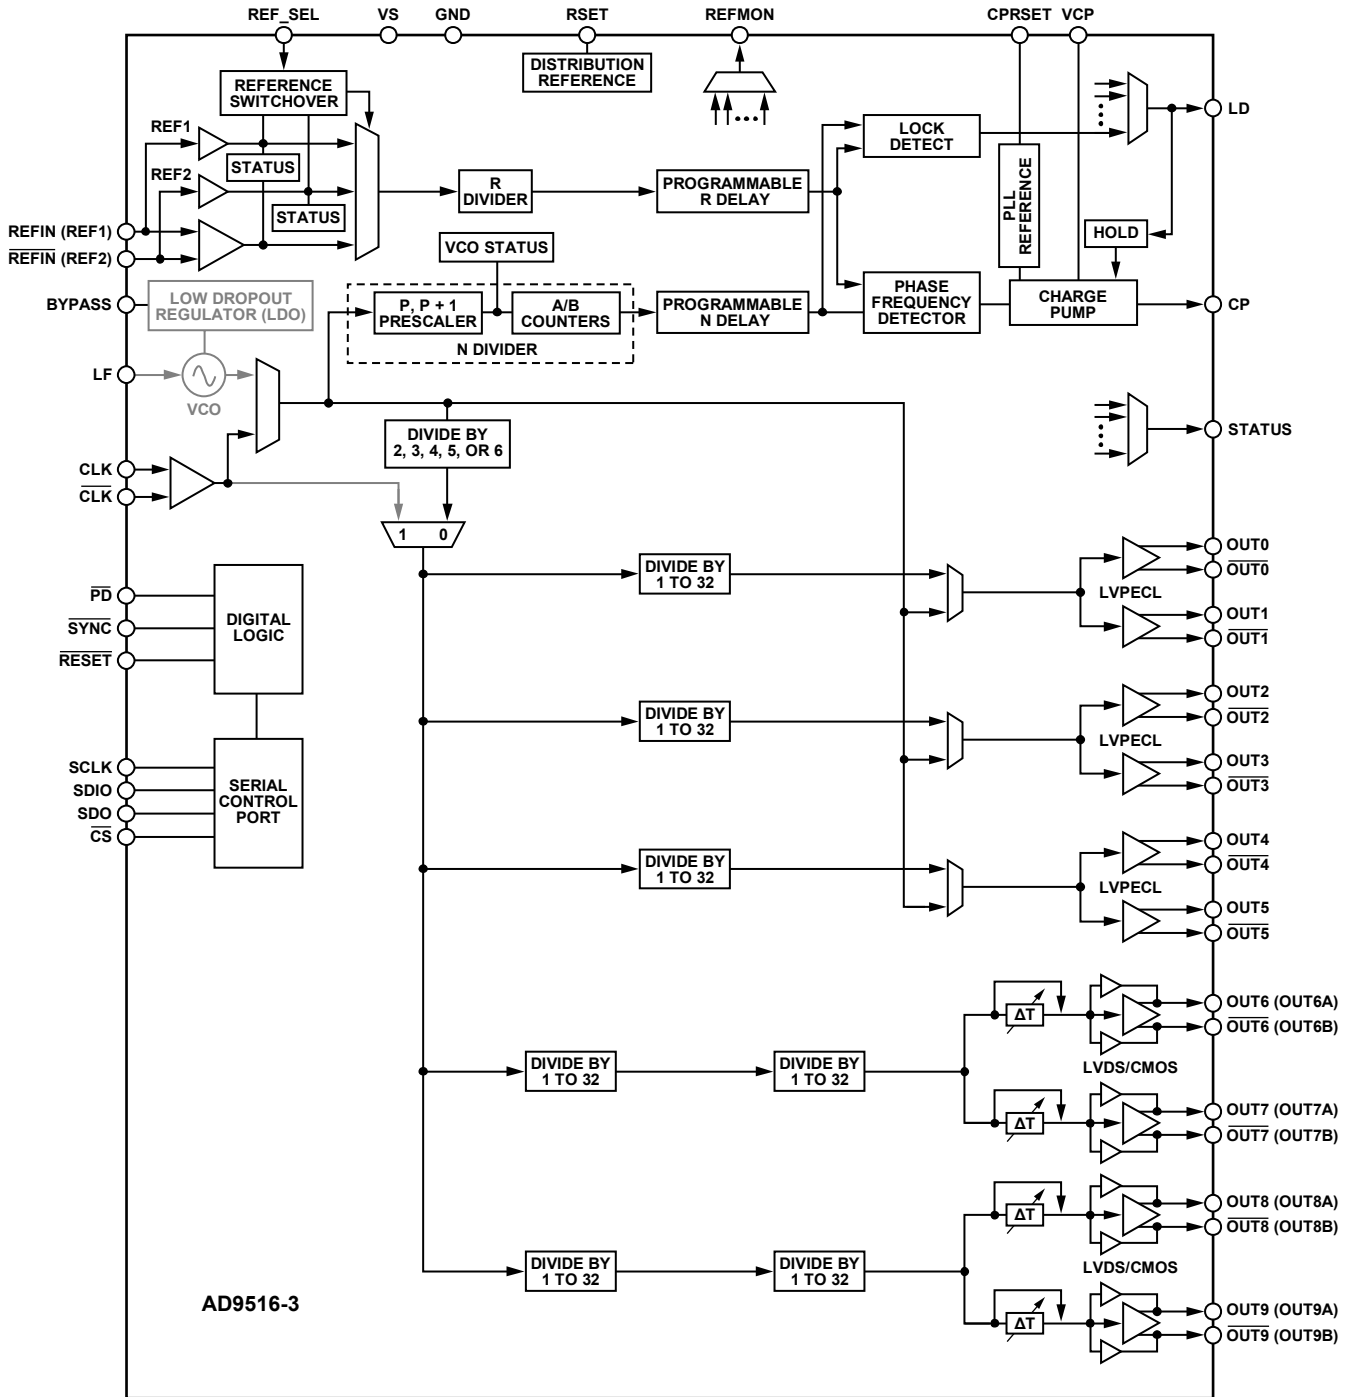 REF_SEL VS GND RSET REFMON CPRSET VCP
DISTRIBUTION
REFERENCE
REFERENCE
SWITCHOVER
REF1
STATUS
REF2
STATUS
REFIN (REF1)
REFIN (REF2)
R
DIVIDER
PROGRAMMABLE
R DELAY
LOCK
DETECT
LD
PLL
REFERENCE
HOLD
VCO STATUS
BYPASS
LOW DROPOUT
REGULATOR (LDO)
P, P + 1
PRESCALER
A/B
COUNTERS
N DIVIDER
PROGRAMMABLE
N DELAY
PHASE
FREQUENCY
DETECTOR
CHARGE
PUMP
CP
LF
VCO
STATUS
DIVIDE BY
2, 3, 4, 5, OR 6
CLK
CLK
1 0
DIVIDE BY
1 TO 32
LVPECL
OUT0
OUT0
OUT1
OUT1
PD
SYNC
RESET
DIGITAL
LOGIC
DIVIDE BY
1 TO 32
LVPECL
OUT2
OUT2
OUT3
OUT3
SCLK
SDIO
SDO
CS
SERIAL
CONTROL
PORT
DIVIDE BY
1 TO 32
LVPECL
OUT4
OUT4
OUT5
OUT5
DIVIDE BY
1 TO 32
DIVIDE BY
1 TO 32
ΔT
ΔT
LVDS/CMOS
OUT6 (OUT6A)
OUT6 (OUT6B)
OUT7 (OUT7A)
OUT7 (OUT7B)
DIVIDE BY
1 TO 32
DIVIDE BY
1 TO 32
ΔT
ΔT
LVDS/CMOS
OUT8 (OUT8A)
OUT8 (OUT8B)
OUT9 (OUT9A)
OUT9 (OUT9B)
AD9516-3